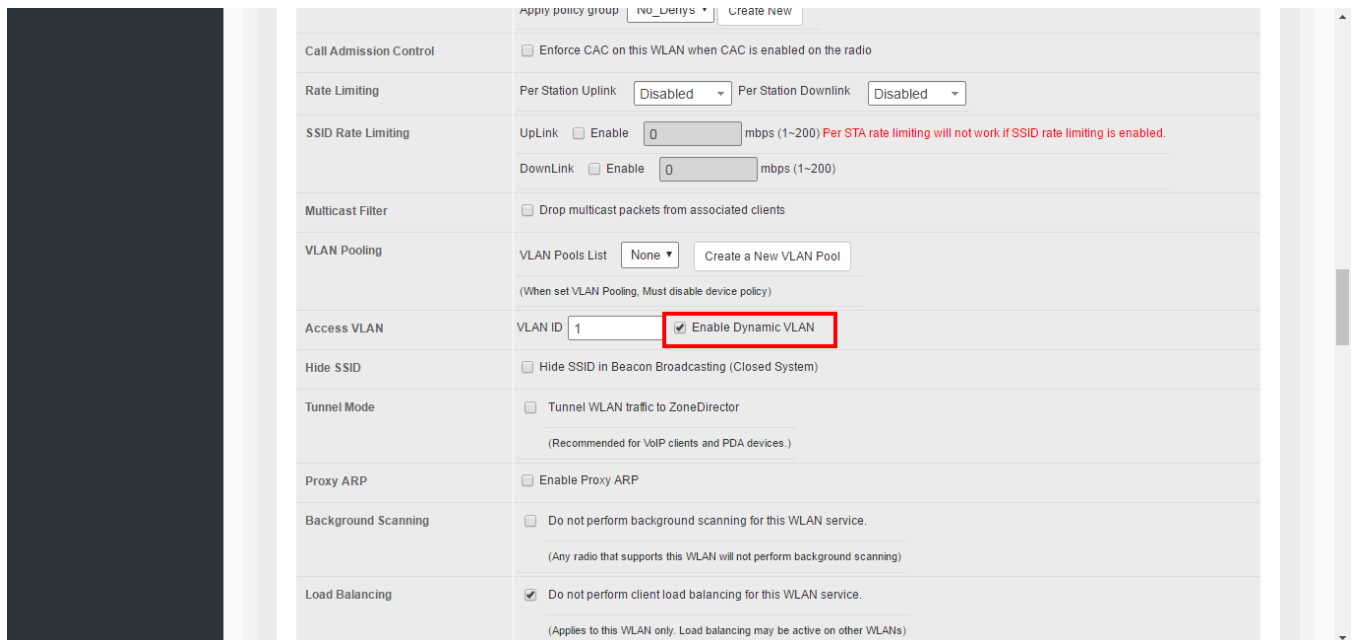 Apply policy group No_Denys Create New
Call Admission Control Enforce CAC on this WLAN when CAC is enabled on the radio
Rate Limiting Per Station Uplink Disabled Per Station Downlink Disabled
SSID Rate Limiting UpLink Enable 0 mbps (1~200) Per STA rate limiting will not work if SSID rate limiting is enabled.
DownLink Enable 0 mbps (1~200)
Multicast Filter Drop multicast packets from associated clients
VLAN Pooling VLAN Pools List None Create a New VLAN Pool
(When set VLAN Pooling, Must disable device policy)
Access VLAN VLAN ID 1 Enable Dynamic VLAN
Hide SSID Hide SSID in Beacon Broadcasting (Closed System)
Tunnel Mode Tunnel WLAN traffic to ZoneDirector
(Recommended for VoIP clients and PDA devices.)
Proxy ARP Enable Proxy ARP
Background Scanning Do not perform background scanning for this WLAN service.
(Any radio that supports this WLAN will not perform background scanning)
Load Balancing Do not perform client load balancing for this WLAN service.
(Applies to this WLAN only. Load balancing may be active on other WLANs)